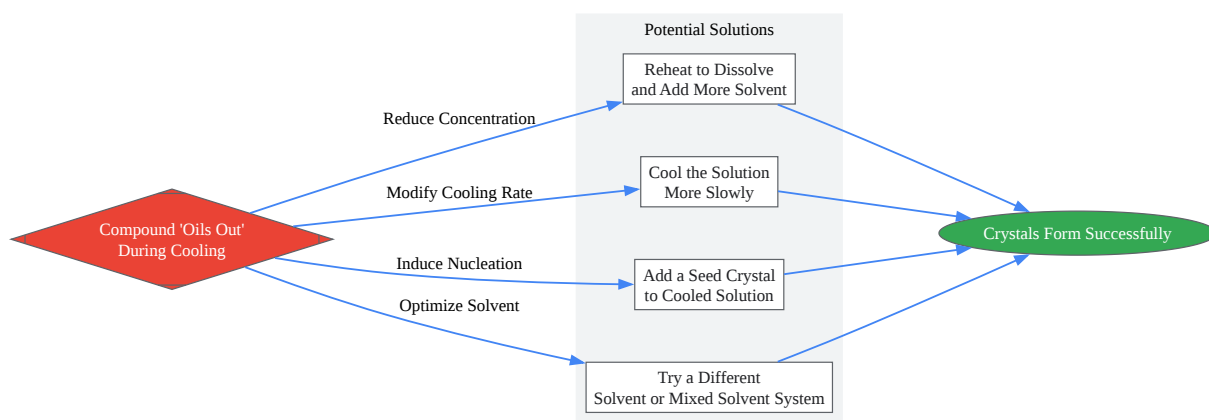 Potential Solutions
Compound 'Oils Out'
During Cooling
Reduce Concentration
Reheat to Dissolve
and Add More Solvent
Modify Cooling Rate
Cool the Solution
More Slowly
Induce Nucleation
Add a Seed Crystal
to Cooled Solution
Optimize Solvent
Try a Different
Solvent or Mixed Solvent System
Crystals Form Successfully